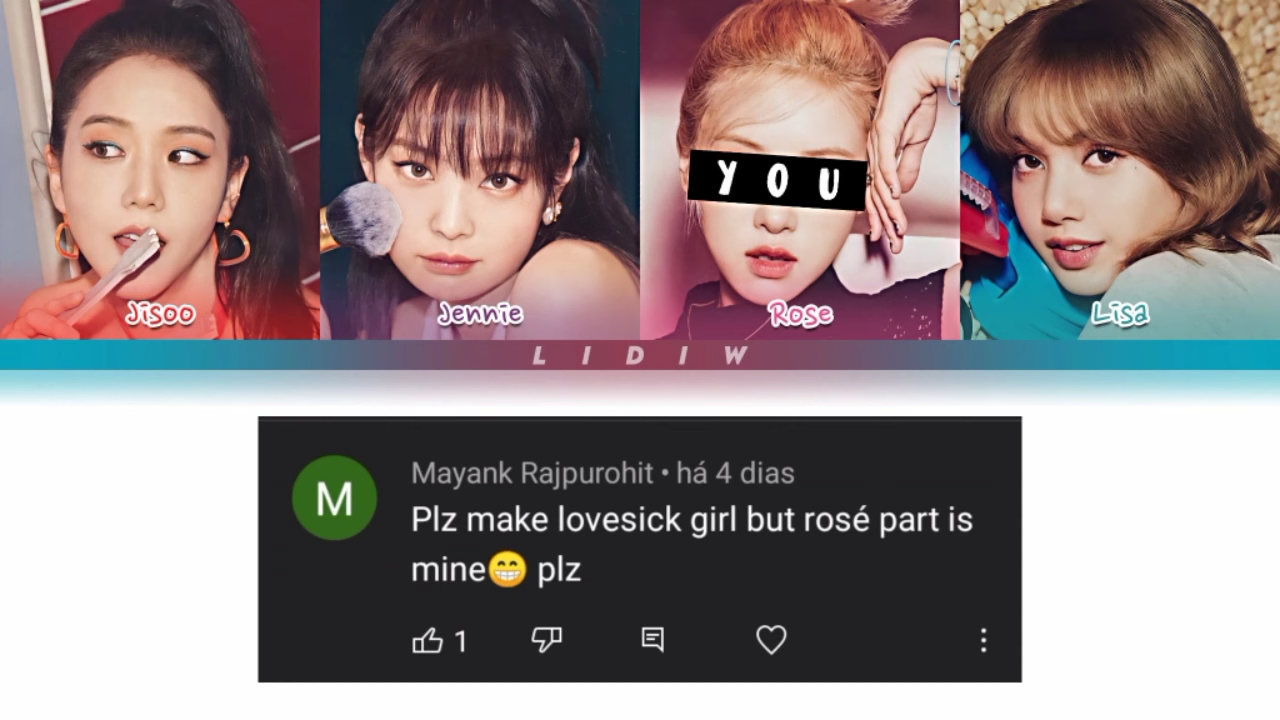 YOU
Jisoo
Jennie
Rose
Lisa
LIDIW
M
Mayank Rajpurohit • há 4 dias
Plz make lovesick girl but rosé part is
mine😁 plz
1